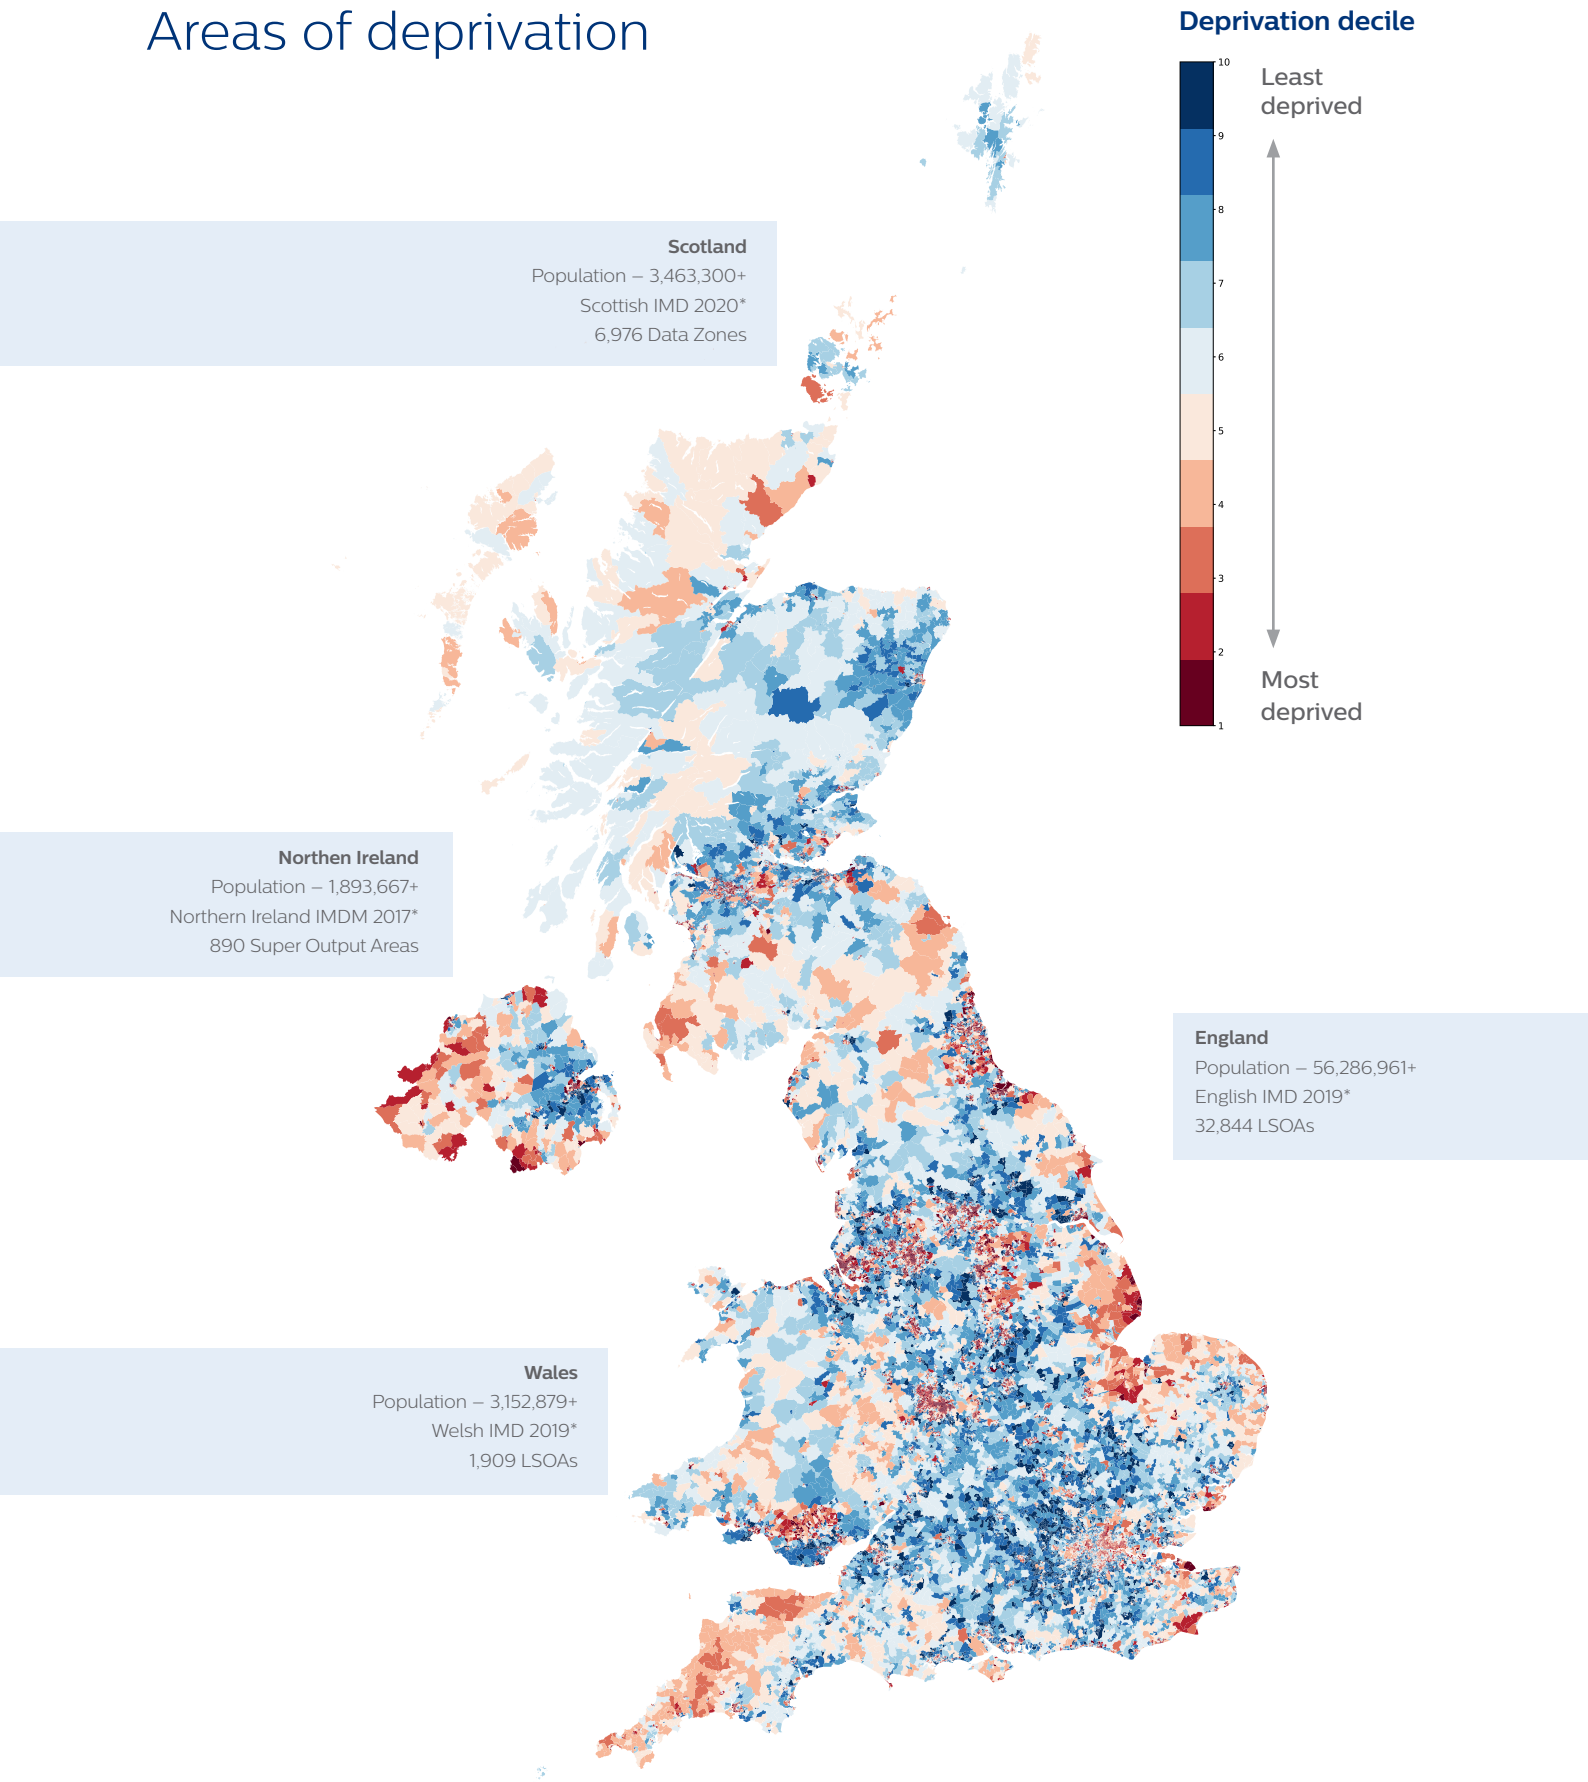 Areas of deprivation
Deprivation decile
10
9
8
7
6
5
4
3
2
1
Least
deprived
Most
deprived
Scotland
Population – 3,463,300+
Scottish IMD 2020*
6,976 Data Zones
Northen Ireland
Population – 1,893,667+
Northern Ireland IMDM 2017*
890 Super Output Areas
England
Population – 56,286,961+
English IMD 2019*
32,844 LSOAs
Wales
Population – 3,152,879+
Welsh IMD 2019*
1,909 LSOAs